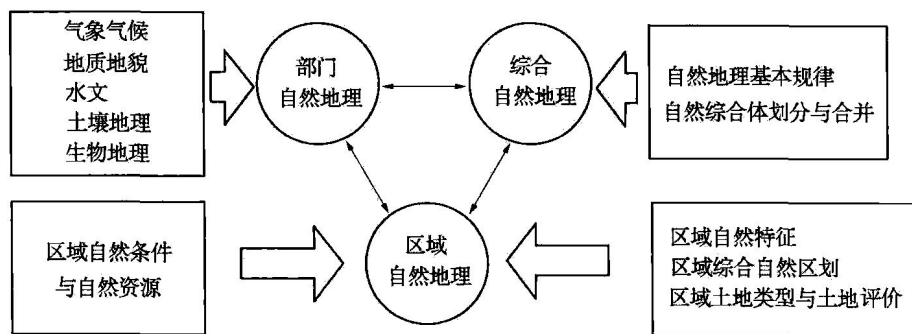 气象气候
地质地貌
水文
土壤地理
生物地理
部门
自然地理
综合
自然地理
自然地理基本规律
自然综合体划分与合并
区域自然条件
与自然资源
区域
自然地理
区域自然特征
区域综合自然区划
区域土地类型与土地评价